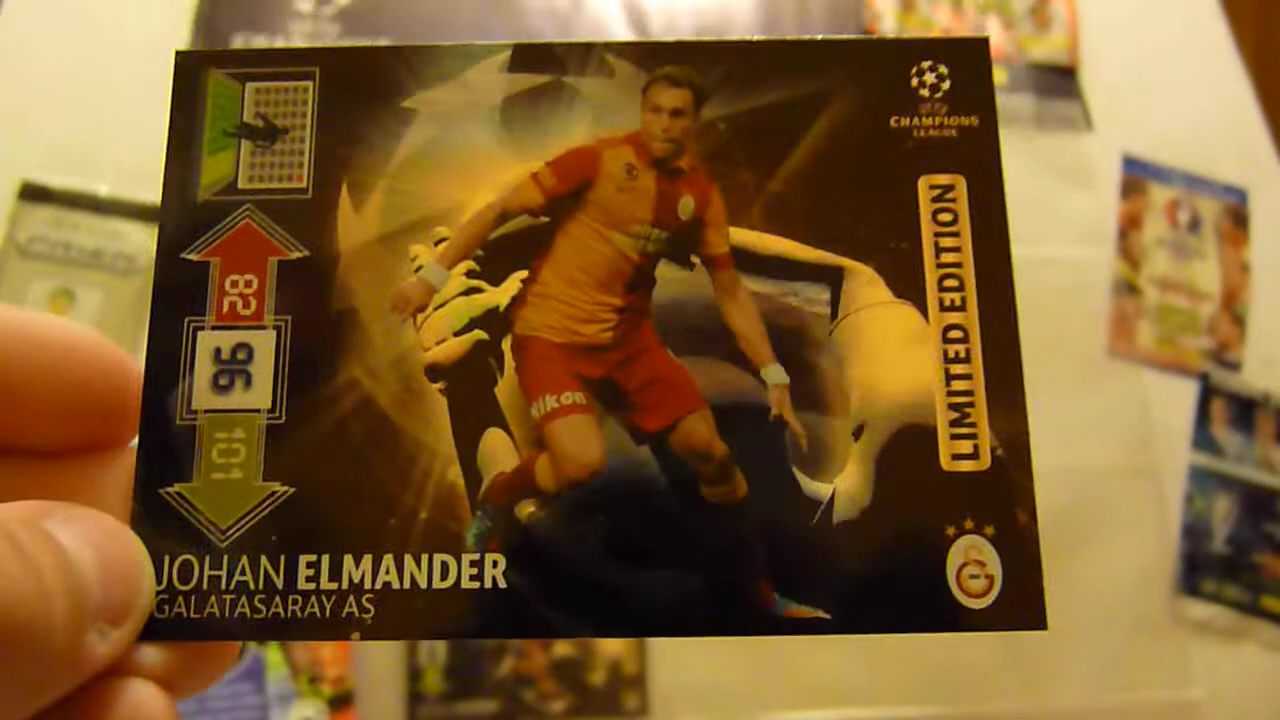 CHAMPIONS
LEAGUE
LIMITED EDITION
82
96
101
Nikon
JOHAN ELMANDER
GALATASARAY AŞ